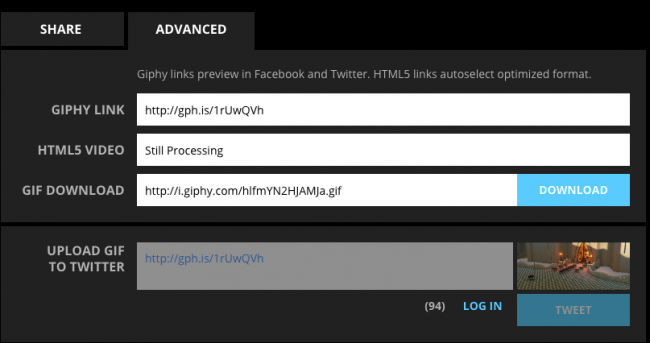 SHARE ADVANCED
Giphy links preview in Facebook and Twitter. HTML5 links autoselect optimized format.
GIPHY LINK http://gph.is/1rUwQVh
HTML5 VIDEO Still Processing
GIF DOWNLOAD http://i.giphy.com/hlfmYN2HJAMJa.gif DOWNLOAD
UPLOAD GIF
TO TWITTER
http://gph.is/1rUwQVh
(94) LOG IN TWEET